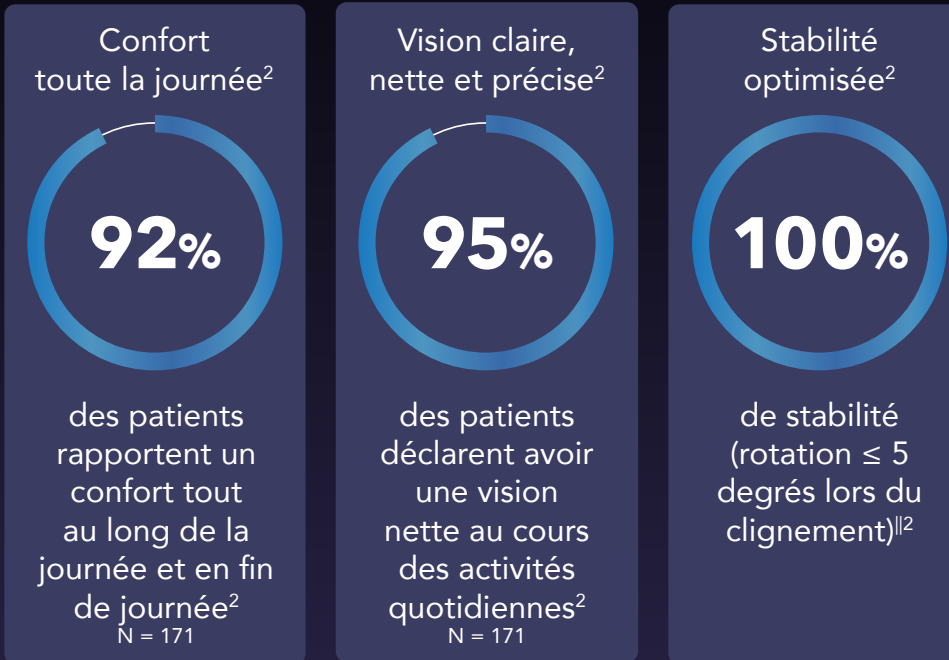 Confort
toute la journée²
92%
des patients
rapportent un
confort tout
au long de la
journée et en fin
de journée²
N = 171
Vision claire,
nette et précise²
95%
des patients
déclarent avoir
une vision
nette au cours
des activités
quotidiennes²
N = 171
Stabilité
optimisée²
100%
de stabilité
(rotation ≤ 5
degrés lors du
clignement)||²